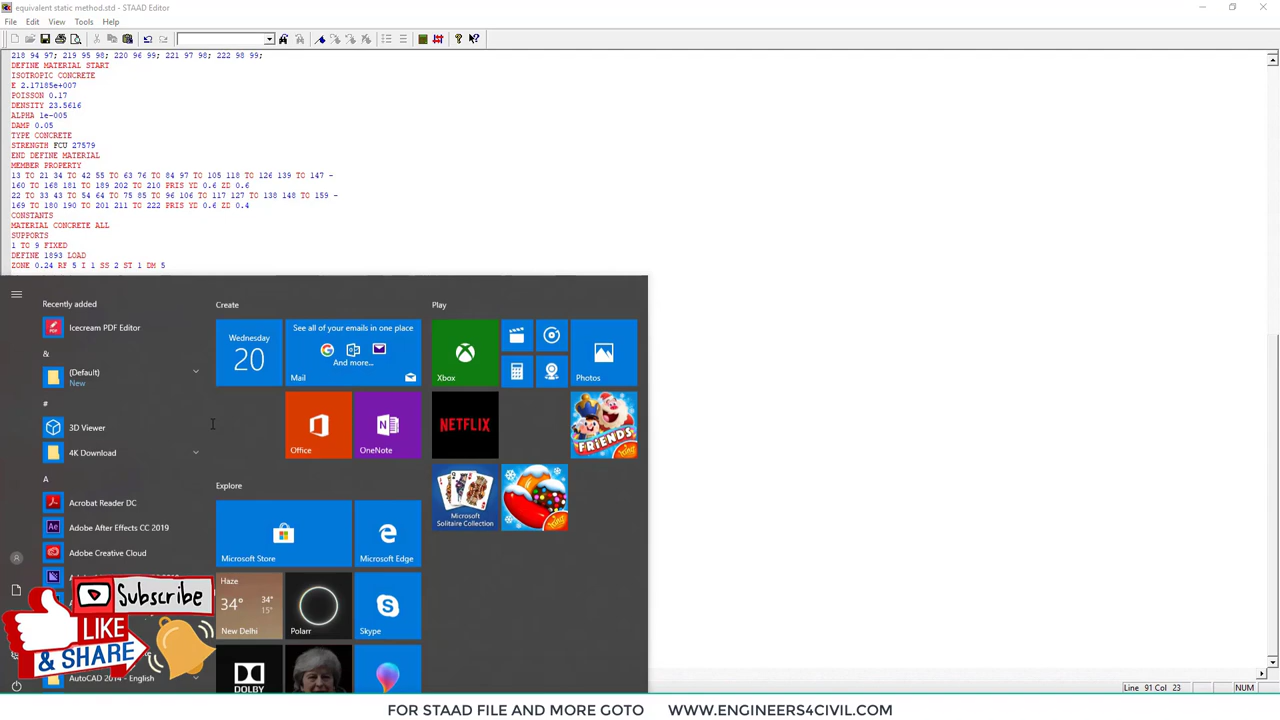 equivalent static method.std - STAAD Editor
File Edit View Tools Help
218 94 97; 219 95 98; 220 96 99; 221 97 98; 222 98 99;
DEFINE MATERIAL START
ISOTROPIC CONCRETE
E 2.17185e+007
POISSON 0.17
DENSITY 23.5616
ALPHA 1e-005
DAMP 0.05
TYPE CONCRETE
STRENGTH FCU 27579
END DEFINE MATERIAL
MEMBER PROPERTY
13 TO 21 34 TO 42 55 TO 63 76 TO 84 97 TO 105 118 TO 126 139 TO 147 -
160 TO 168 181 TO 189 202 TO 210 PRIS YD 0.6 ZD 0.6
22 TO 33 43 TO 54 64 TO 75 85 TO 96 106 TO 117 127 TO 138 148 TO 159 -
169 TO 180 190 TO 201 211 TO 222 PRIS YD 0.6 ZD 0.4
CONSTANTS
MATERIAL CONCRETE ALL
SUPPORTS
1 TO 9 FIXED
DEFINE 1893 LOAD
ZONE 0.24 RF 5 I 1 SS 2 ST 1 DM 5
Recently added
Icecream PDF Editor
&
(Default)
New
#
3D Viewer
4K Download
A
Acrobat Reader DC
Adobe After Effects CC 2019
Adobe Creative Cloud
AutoCAD 2014 - English
Create
Wednesday
20
See all of your emails in one place
And more...
Mail
Office
OneNote
Explore
Microsoft Store
Microsoft Edge
Haze
34°
34°
15°
New Delhi
Polarr
Skype
DOLBY
Play
Xbox
Photos
NETFLIX
FRIENDS
King
Microsoft
Solitaire Collection
King
Subscribe
LIKE
& SHARE
Line 91 Col 23
NUM
FOR STAAD FILE AND MORE GOTO WWW.ENGINEERS4CIVIL.COM